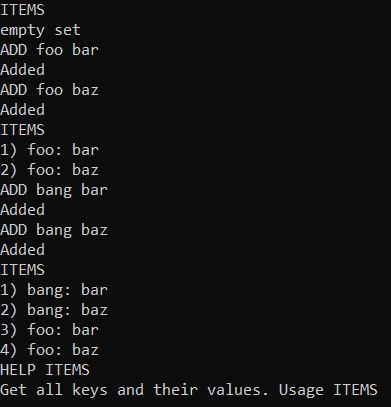 ITEMS
empty set
ADD foo bar
Added
ADD foo baz
Added
ITEMS
1) foo: bar
2) foo: baz
ADD bang bar
Added
ADD bang baz
Added
ITEMS
1) bang: bar
2) bang: baz
3) foo: bar
4) foo: baz
HELP ITEMS
Get all keys and their values. Usage ITEMS